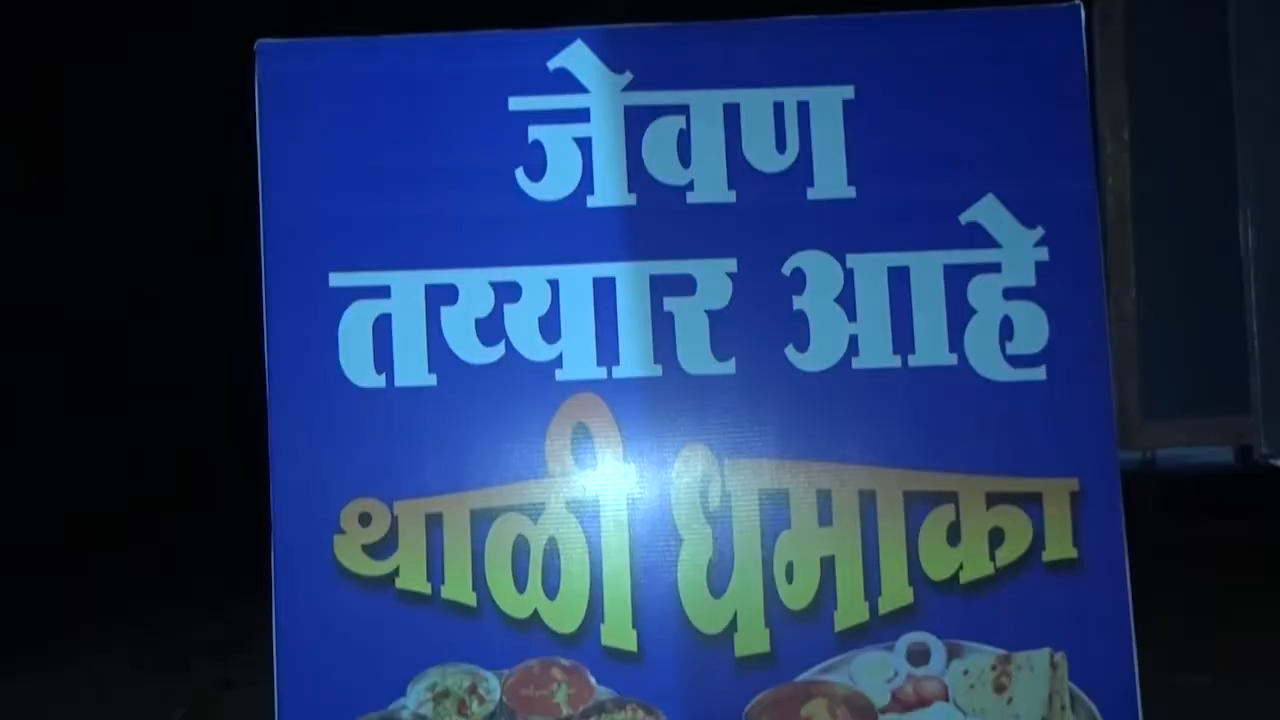 जेवण
तय्यार आहे
थाळी धमाका